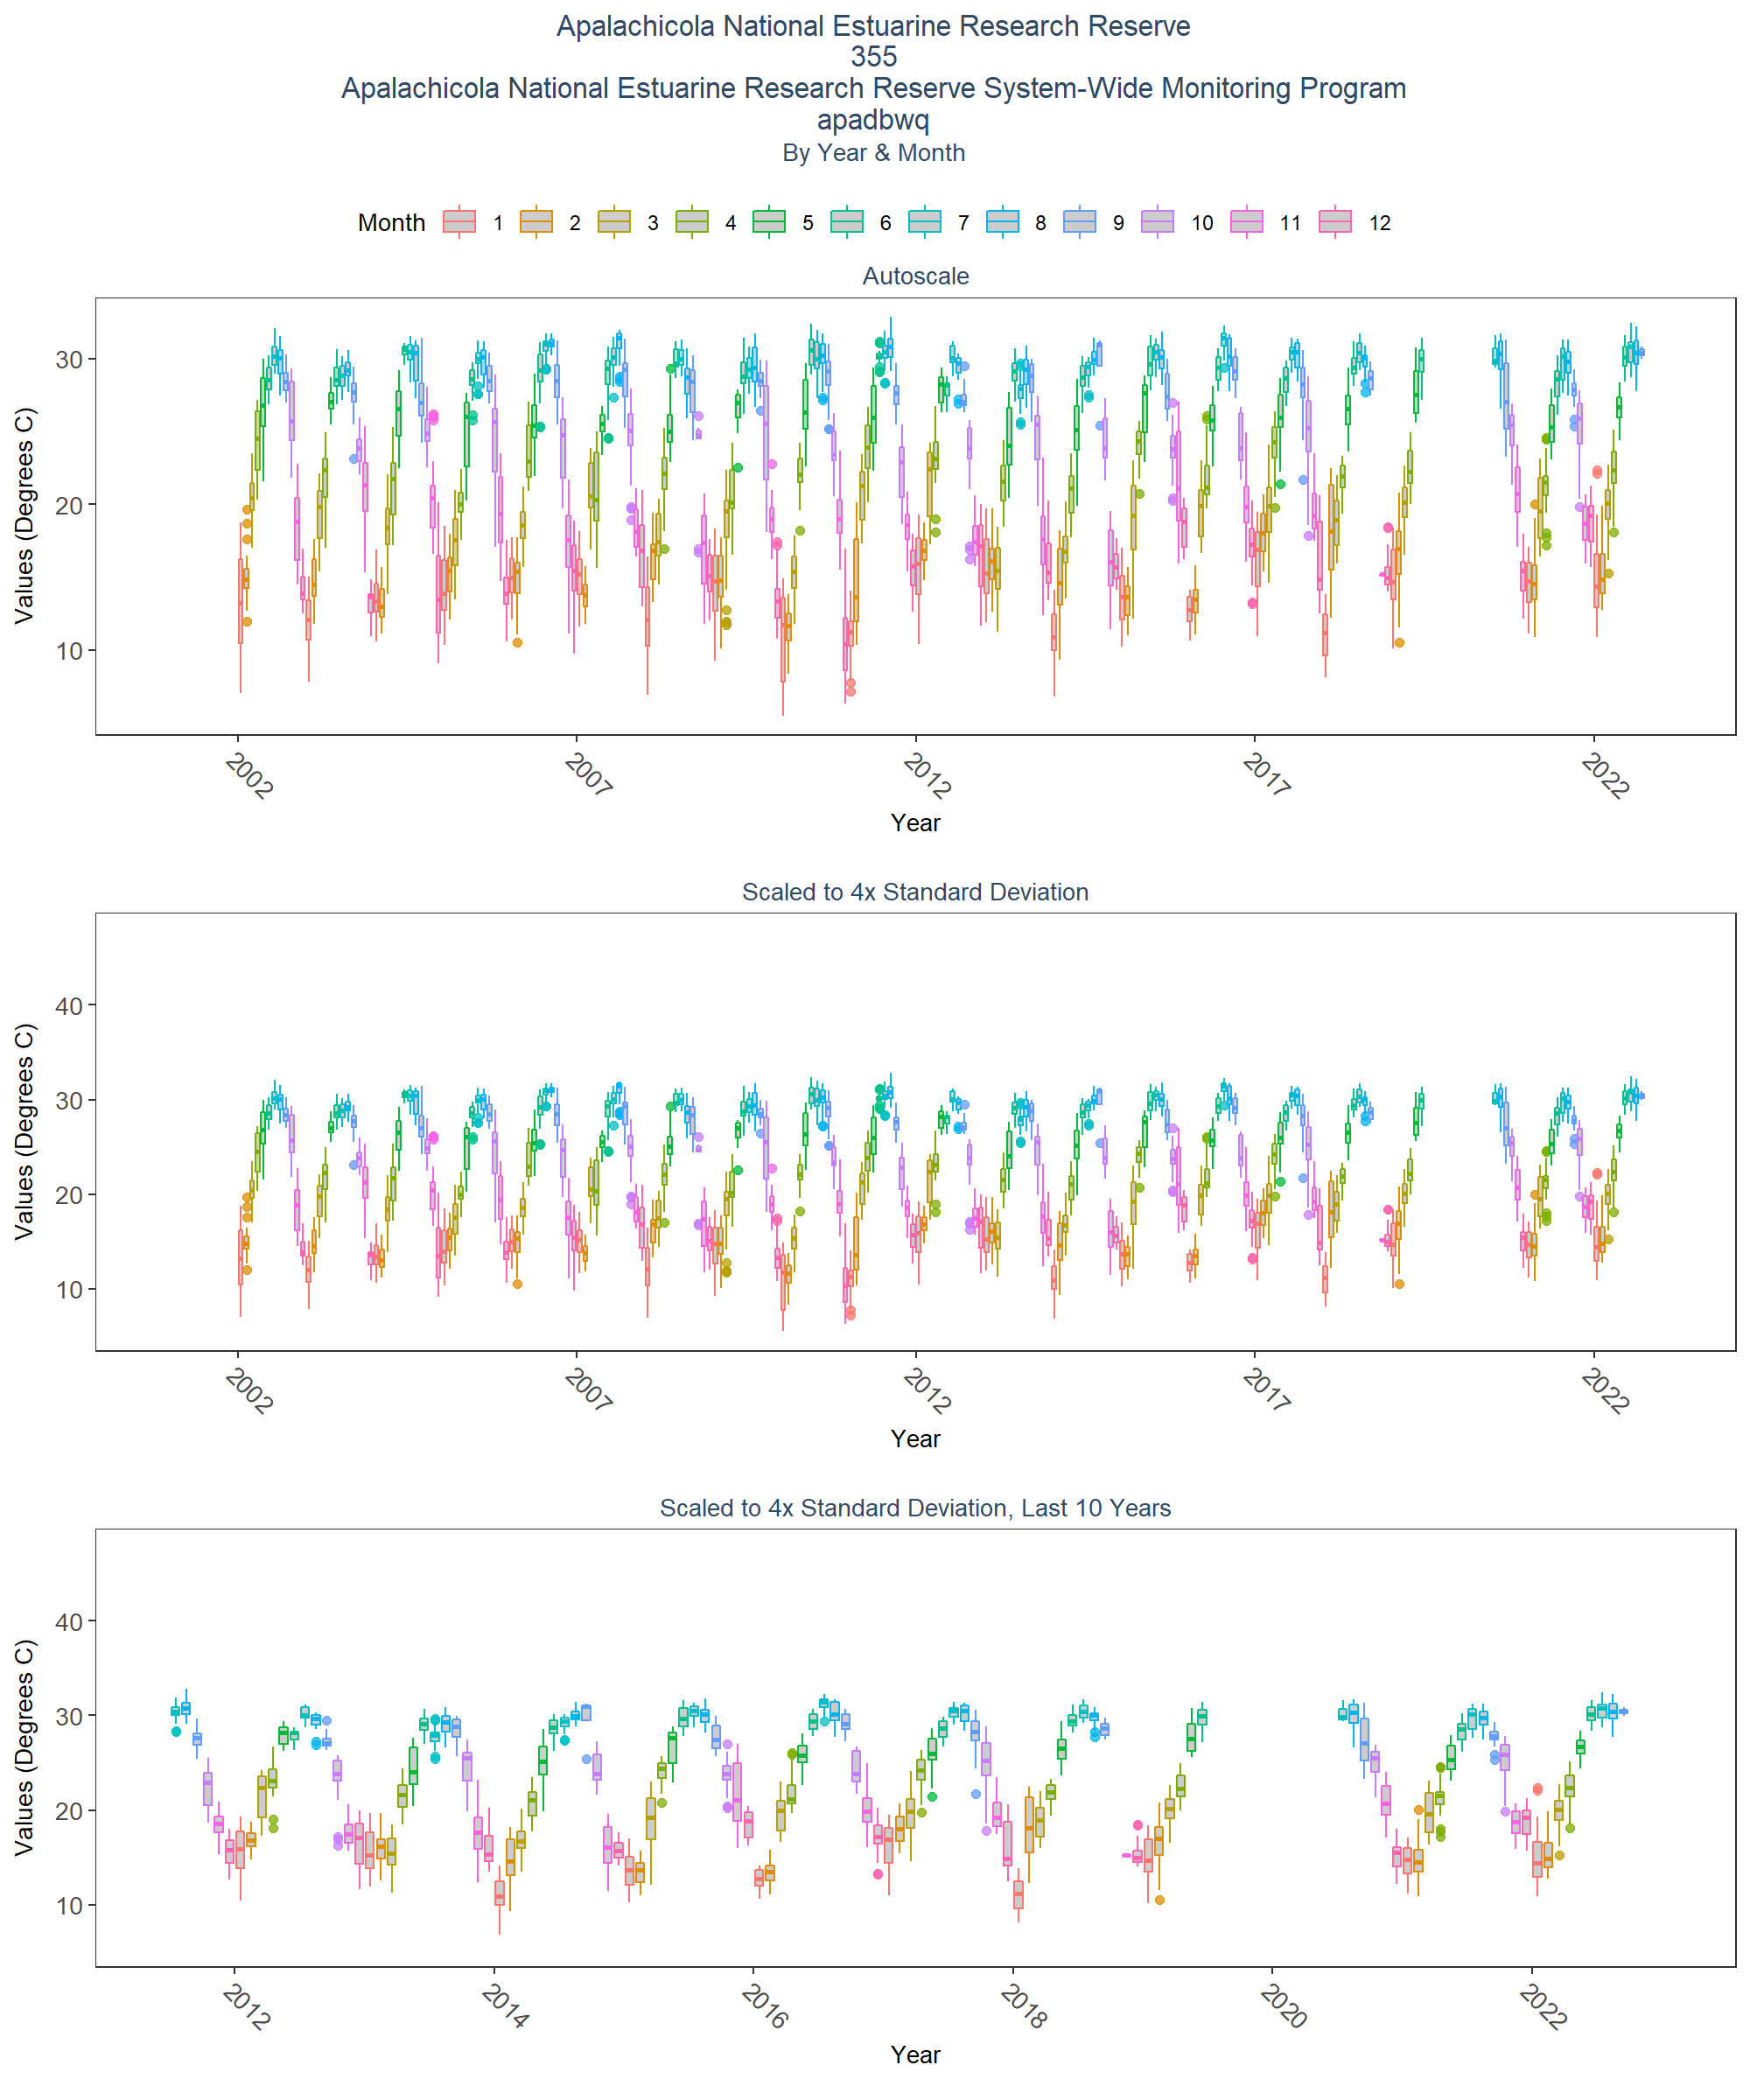 Apalachicola National Estuarine Research Reserve
355
Apalachicola National Estuarine Research Reserve System-Wide Monitoring Program
apadbwq
By Year & Month
Month 1 2 3 4 5 6 7 8 9 10 11 12
Autoscale
Values (Degrees C)
30
20
10
2002 2007 2012 2017 2022
Year
Scaled to 4x Standard Deviation
Values (Degrees C)
40
30
20
10
2002 2007 2012 2017 2022
Year
Scaled to 4x Standard Deviation, Last 10 Years
Values (Degrees C)
40
30
20
10
2012 2014 2016 2018 2020 2022
Year